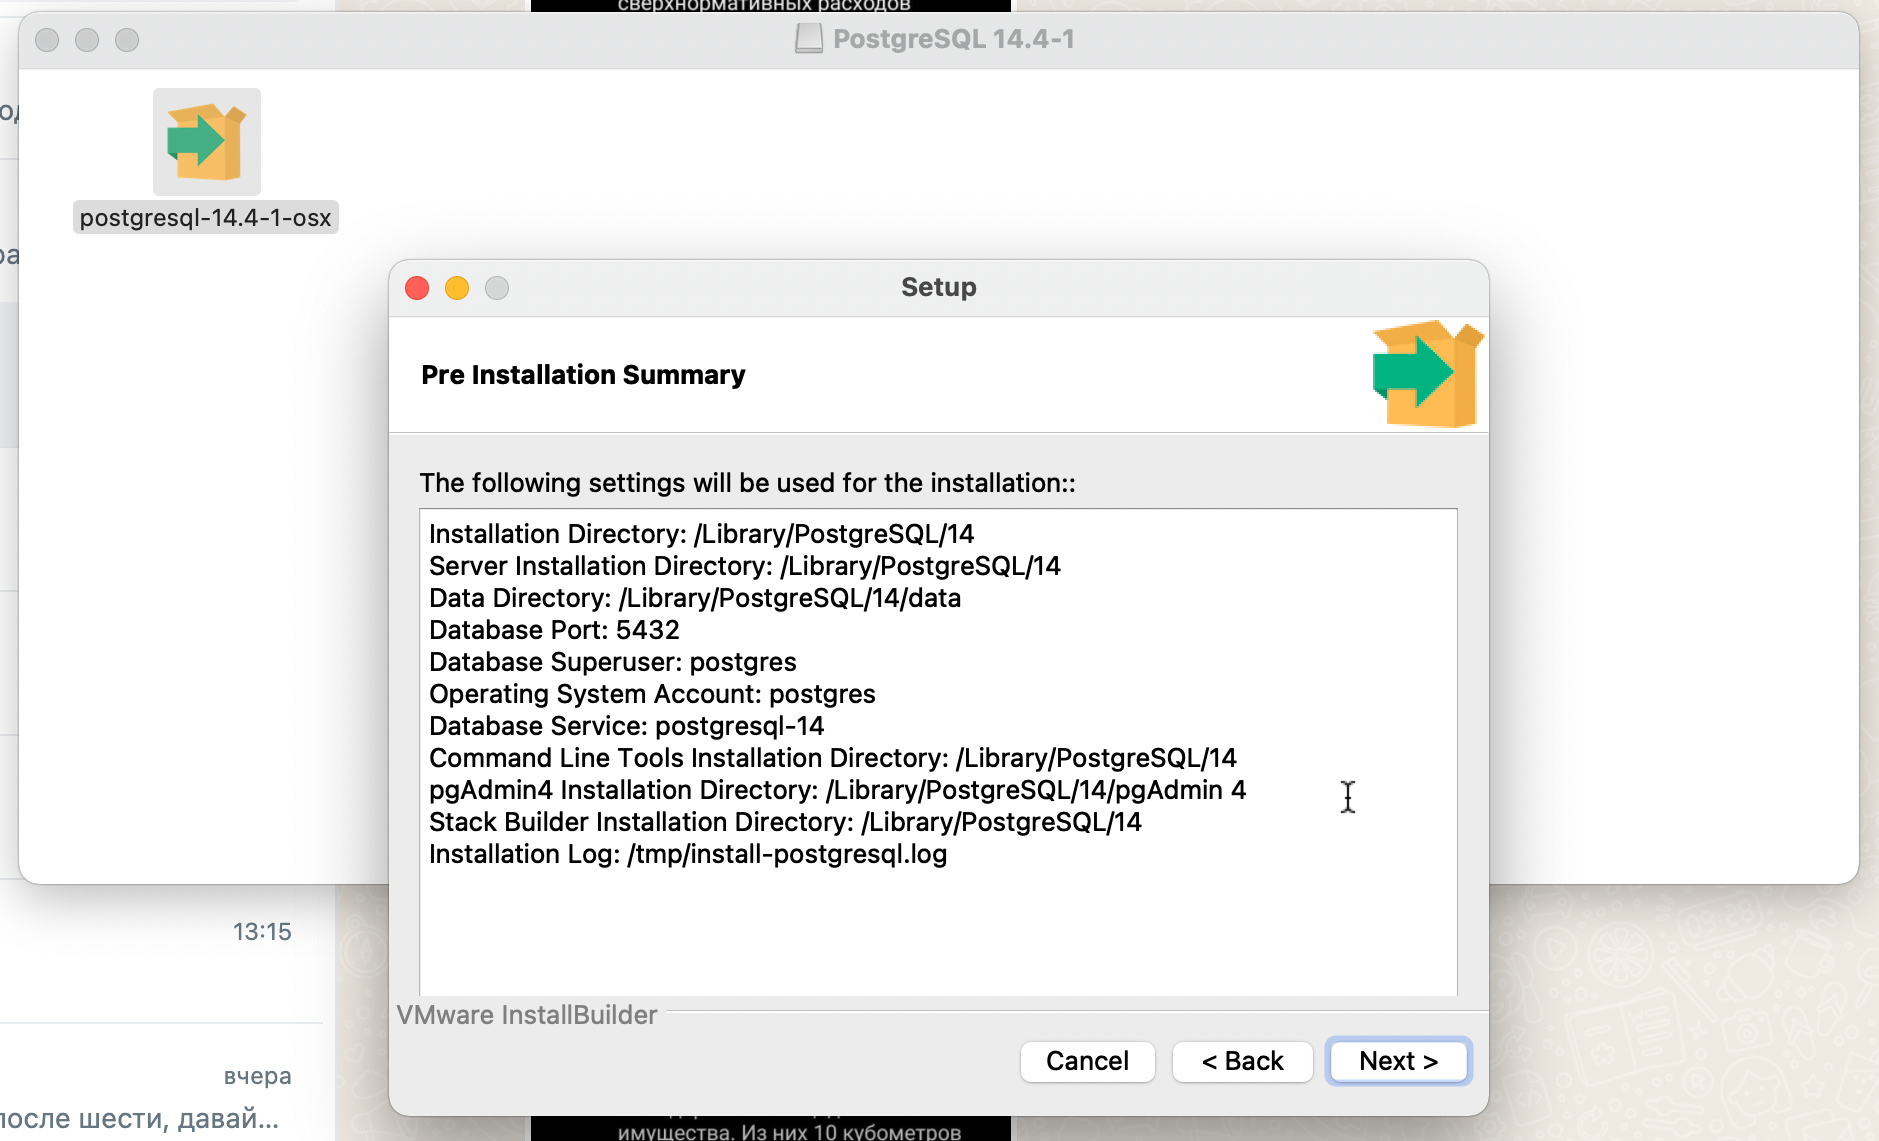 сверхнормативных расходов
PostgreSQL 14.4-1
postgresql-14.4-1-osx
Setup
Pre Installation Summary
The following settings will be used for the installation::
Installation Directory: /Library/PostgreSQL/14
Server Installation Directory: /Library/PostgreSQL/14
Data Directory: /Library/PostgreSQL/14/data
Database Port: 5432
Database Superuser: postgres
Operating System Account: postgres
Database Service: postgresql-14
Command Line Tools Installation Directory: /Library/PostgreSQL/14
pgAdmin4 Installation Directory: /Library/PostgreSQL/14/pgAdmin 4
Stack Builder Installation Directory: /Library/PostgreSQL/14
Installation Log: /tmp/install-postgresql.log
VMware InstallBuilder
Cancel
< Back
Next >
13:15
вчера
после шести, давай...
имущества. Из них 10 кубометров